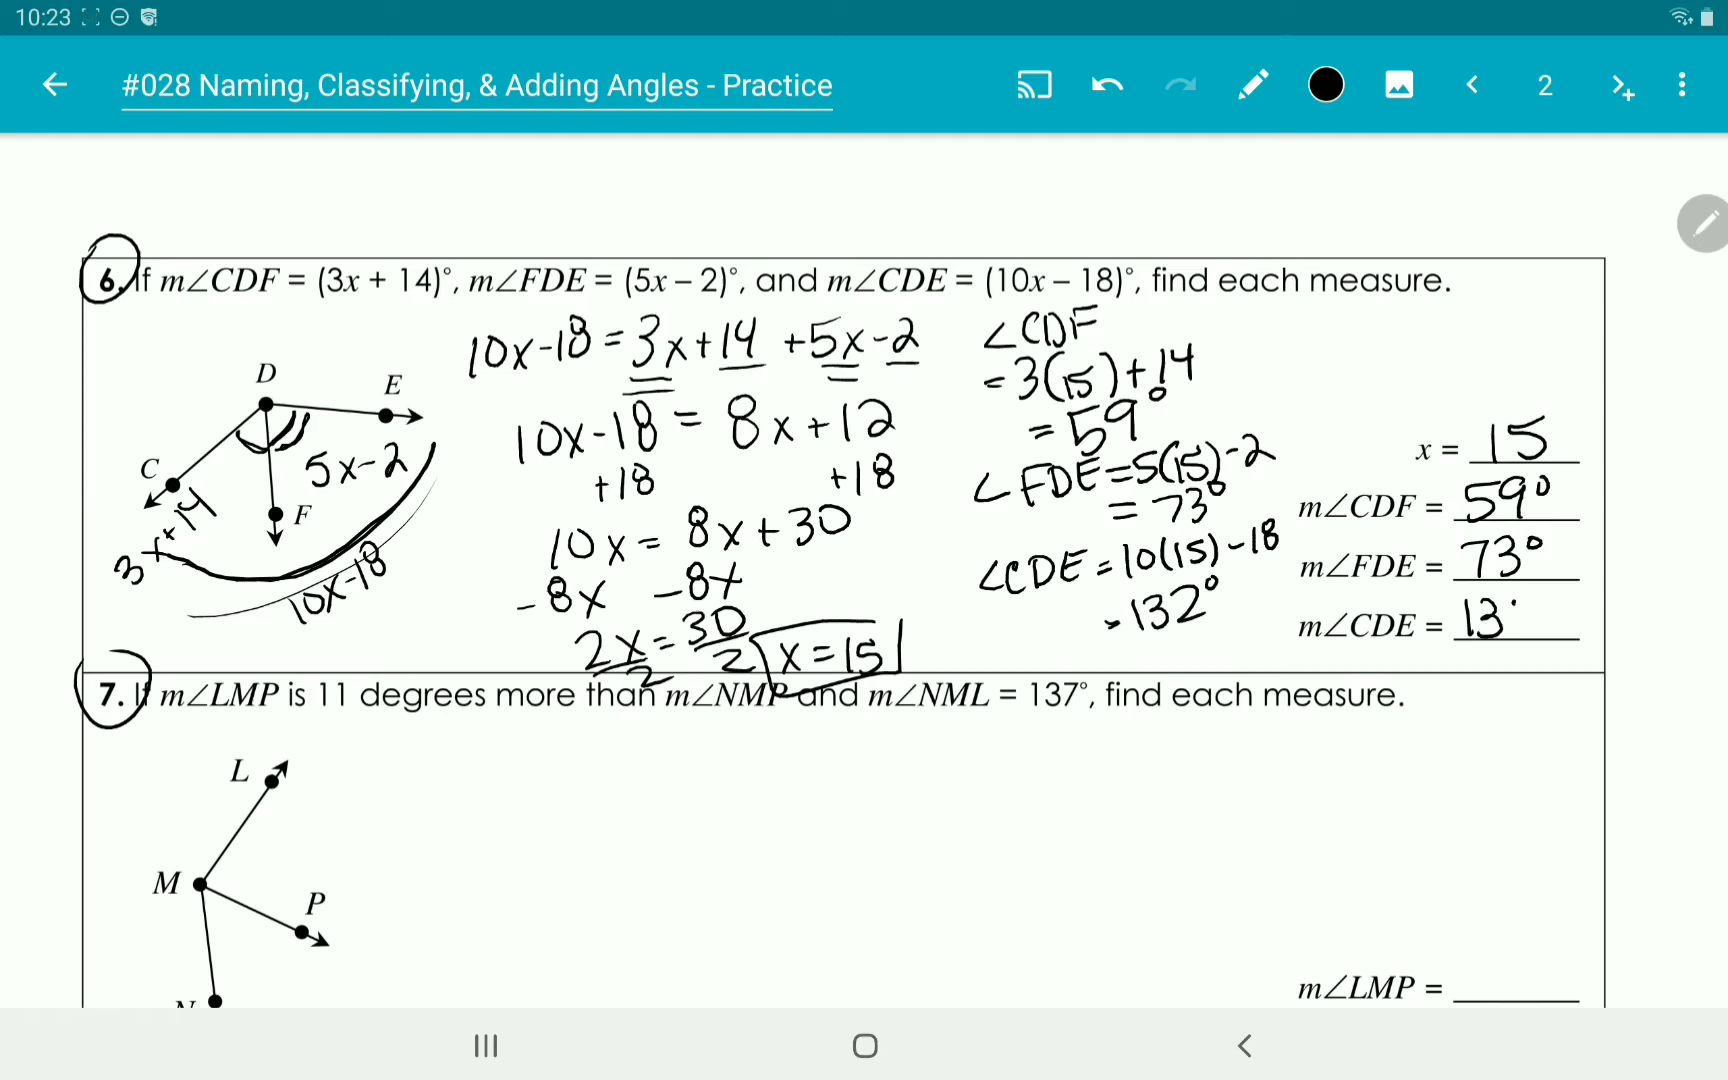 10:23
#028 Naming, Classifying, & Adding Angles - Practice
2
6. If m∠CDF = (3x + 14)°, m∠FDE = (5x – 2)°, and m∠CDE = (10x – 18)°, find each measure.
10x-18 = 3x+14 +5x-2
10x-18 = 8x+12
+18 +18
10x = 8x+30
-8x -8x
2x = 30
2 2
x = 15
∠CDF
= 3(15)+14
= 59°
∠FDE = 5(15)-2
= 73°
∠CDE = 10(15)-18
= 132°
D
E
C
F
5x-2
3x+14
10x-18
x = 15
m∠CDF = 59°
m∠FDE = 73°
m∠CDE = 13
7. If m∠LMP is 11 degrees more than m∠NMP and m∠NML = 137°, find each measure.
L
M
P
N
m∠LMP =